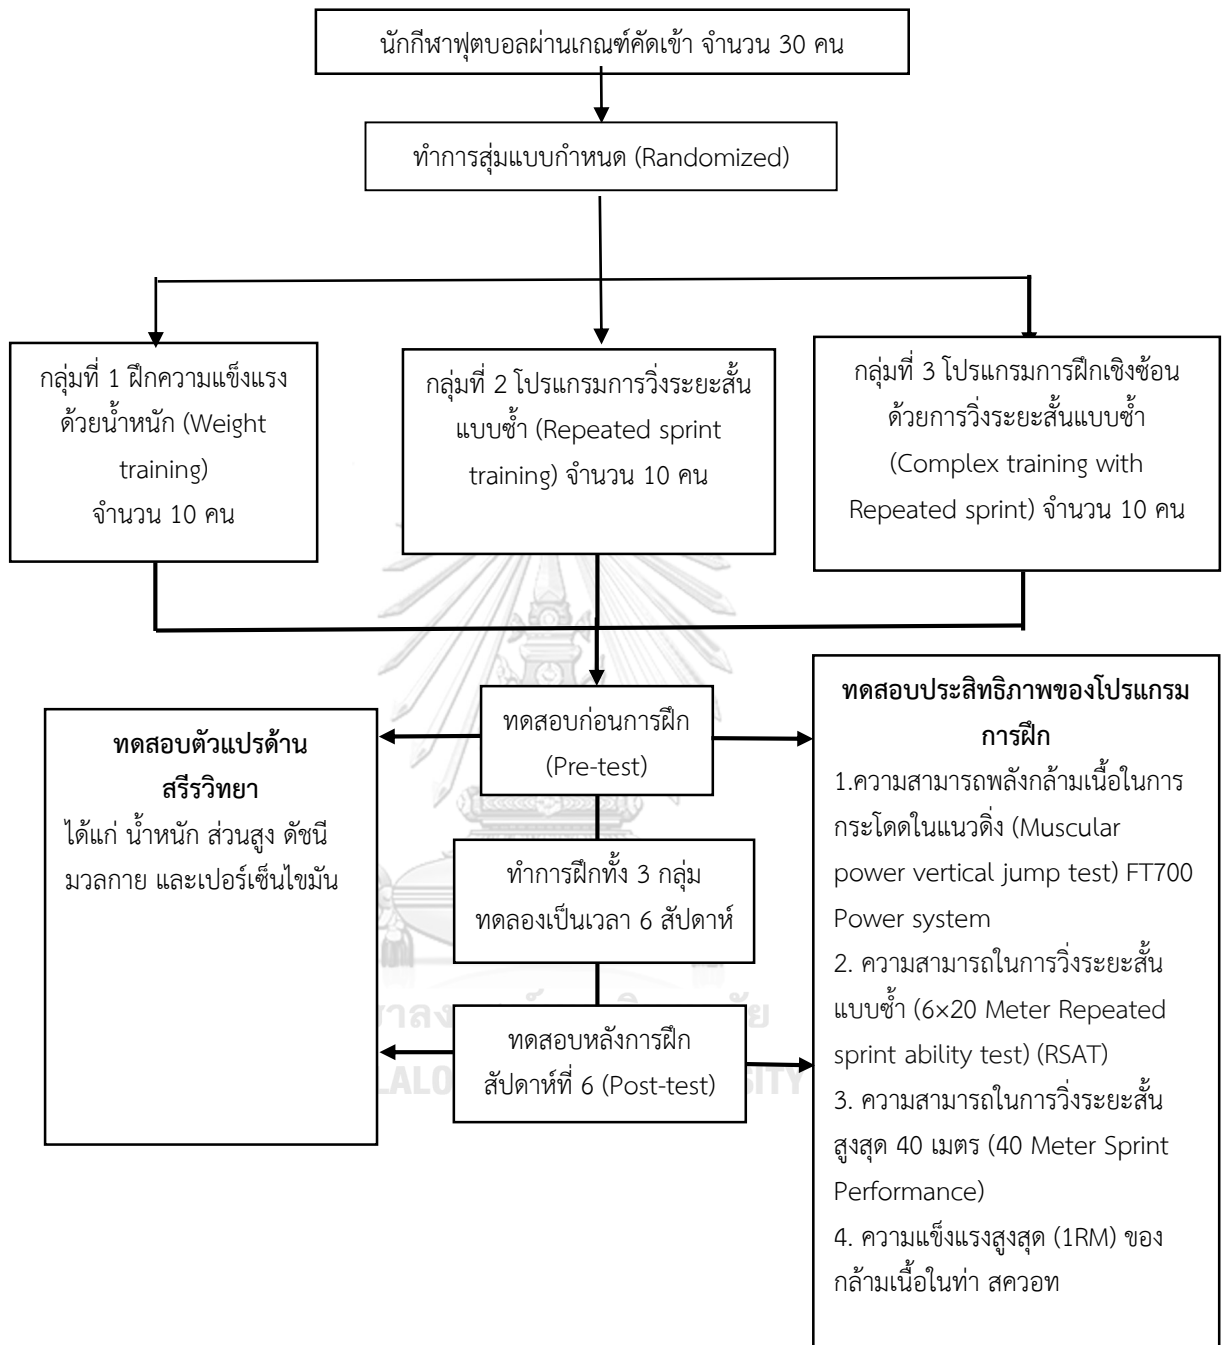 นักกีฬาฟุตบอลผ่านเกณฑ์คัดเข้า จำนวน 30 คน
ทำการสุ่มแบบกำหนด (Randomized)
กลุ่มที่ 1 ฝึกความแข็งแรง
ด้วยน้ำหนัก (Weight
training)
จำนวน 10 คน
กลุ่มที่ 2 โปรแกรมการวิ่งระยะสั้น
แบบซ้ำ (Repeated sprint
training) จำนวน 10 คน
กลุ่มที่ 3 โปรแกรมการฝึกเชิงซ้อน
ด้วยการวิ่งระยะสั้นแบบซ้ำ
(Complex training with
Repeated sprint) จำนวน 10 คน
ทดสอบก่อนการฝึก
(Pre-test)
ทดสอบตัวแปรด้าน
สรีรวิทยา
ได้แก่ น้ำหนัก ส่วนสูง ดัชนี
มวลกาย และเปอร์เซ็นไขมัน
ทำการฝึกทั้ง 3 กลุ่ม
ทดลองเป็นเวลา 6 สัปดาห์
ทดสอบหลังการฝึก
สัปดาห์ที่ 6 (Post-test)
ทดสอบประสิทธิภาพของโปรแกรม
การฝึก
1.ความสามารถพลังกล้ามเนื้อในการ
กระโดดในแนวดิ่ง (Muscular
power vertical jump test) FT700
Power system
2. ความสามารถในการวิ่งระยะสั้น
แบบซ้ำ (6×20 Meter Repeated
sprint ability test) (RSAT)
3. ความสามารถในการวิ่งระยะสั้น
สูงสุด 40 เมตร (40 Meter Sprint
Performance)
4. ความแข็งแรงสูงสุด (1RM) ของ
กล้ามเนื้อในท่า สควอท